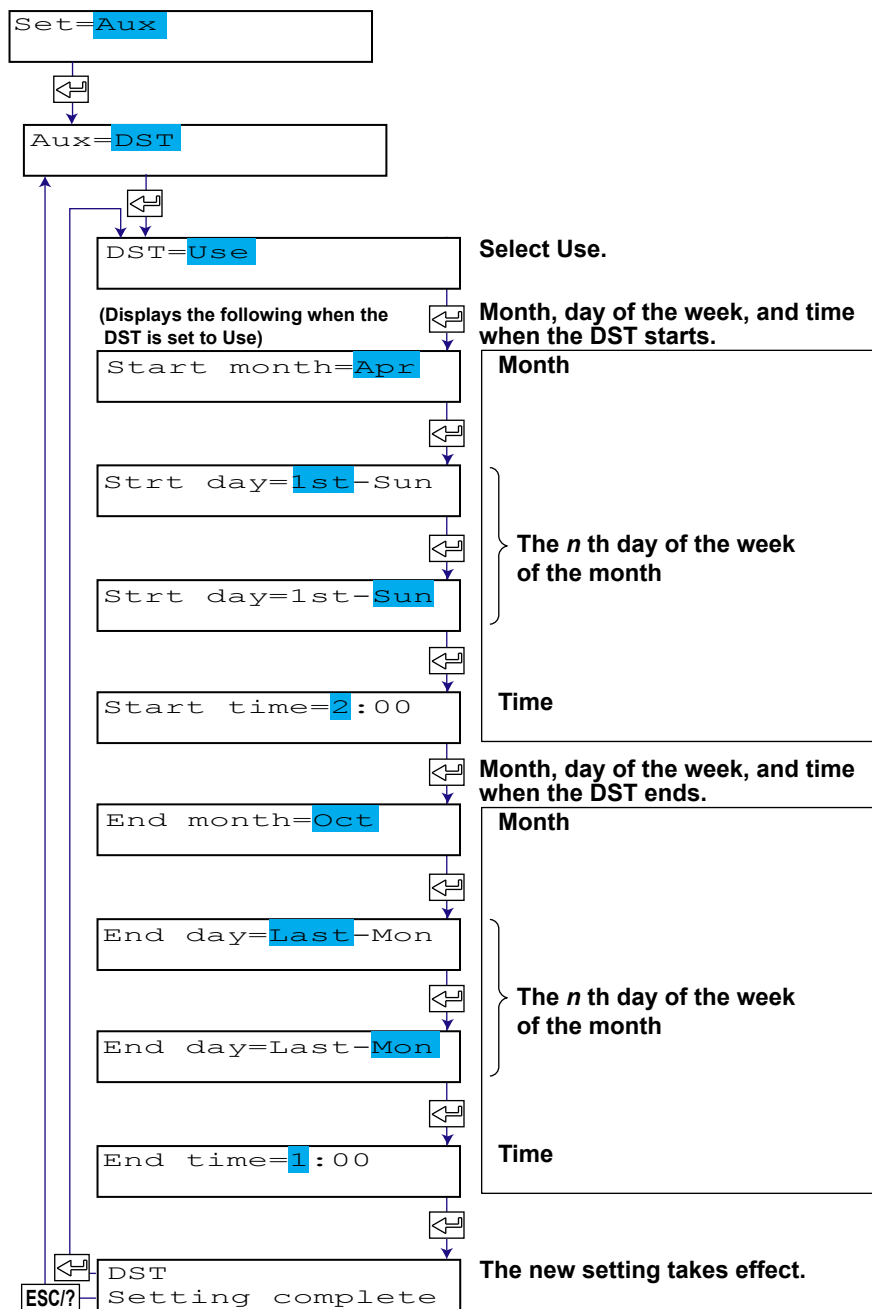 Set=Aux
Aux=DST
DST=Use
Select Use.
(Displays the following when the
DST is set to Use)
Month, day of the week, and time
when the DST starts.
Start month=Apr
Month
Strt day=1st-Sun
The n th day of the week
of the month
Strt day=1st-Sun
Start time=2:00
Time
Month, day of the week, and time
when the DST ends.
End month=Oct
Month
End day=Last-Mon
The n th day of the week
of the month
End day=Last-Mon
End time=1:00
Time
DST
Setting complete
The new setting takes effect.
ESC/?